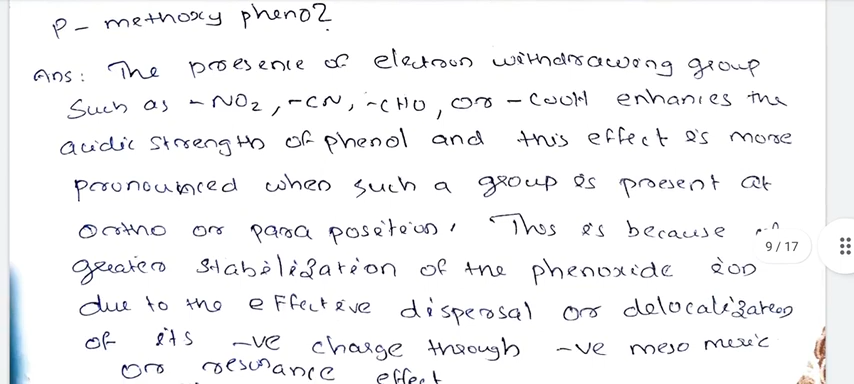 P - methoxy phenol?
Ans: The presence of electron withdrawing group
Such as -NO2, -CN, -CHO, or -COOH enhances the
acidic strength of phenol and this effect is more
pronounced when such a group is present at
ortho or para position. This is because of
greater stabilization of the phenoxide ion
due to the effective dispersal or delocalization
of its -ve charge through -ve mesomeric
or resonance effect
9/17